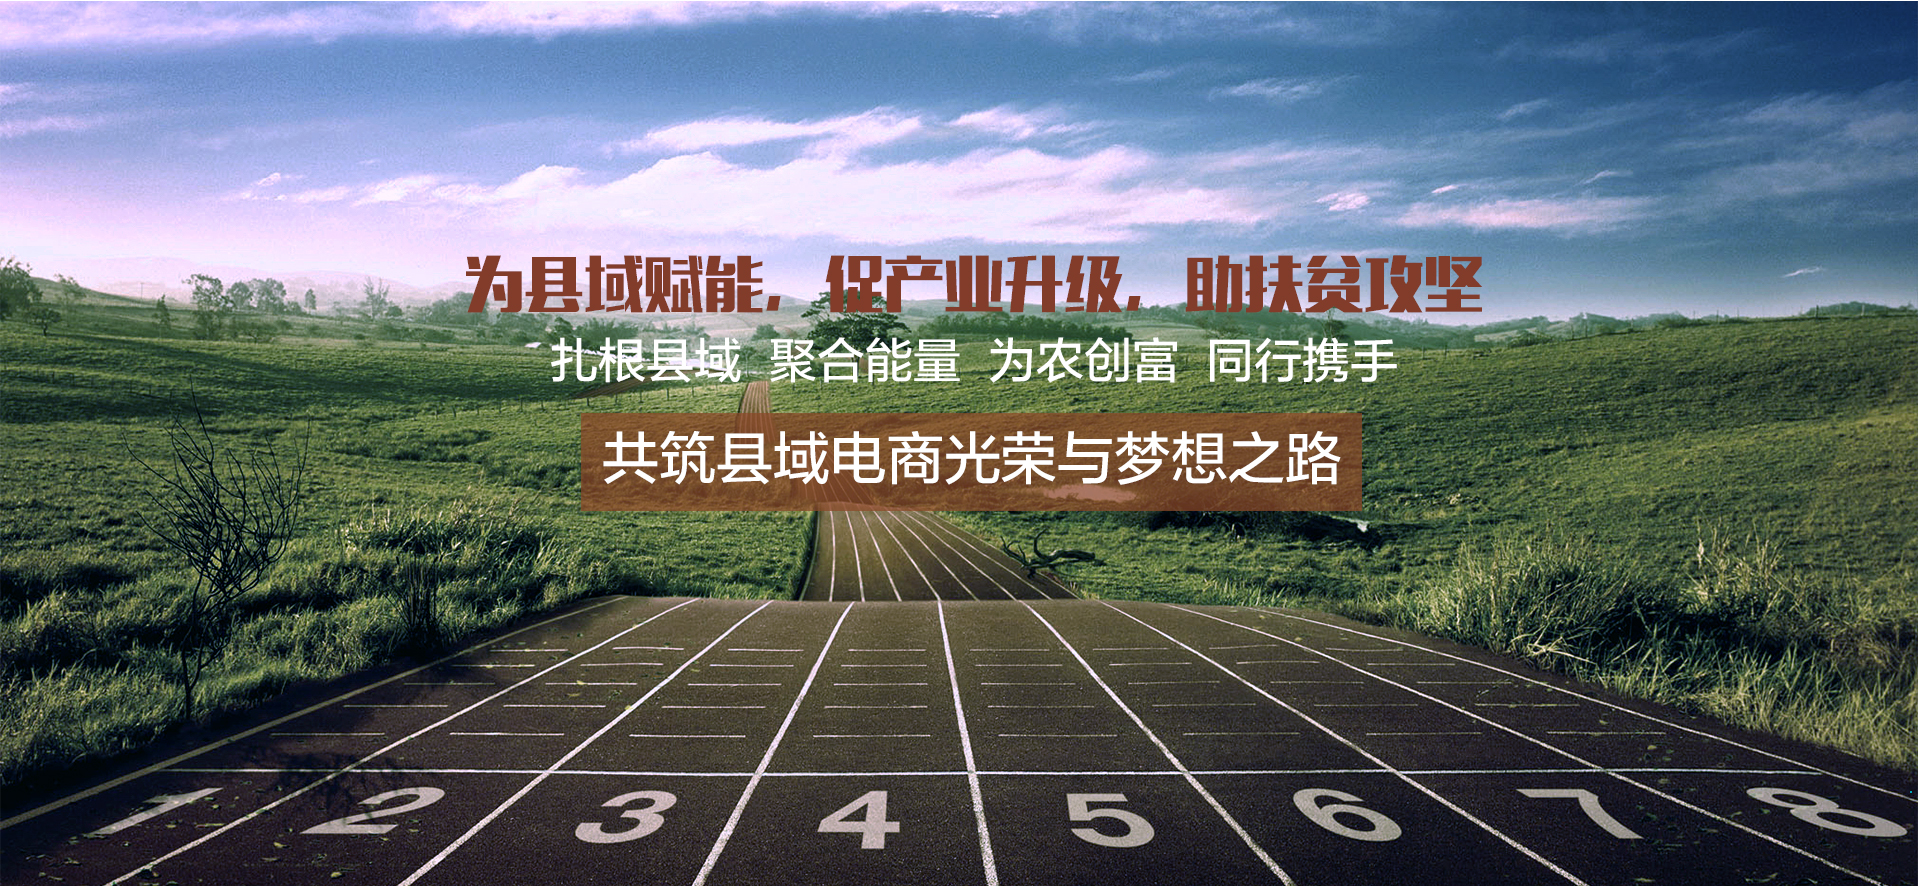 为县域赋能，促产业升级，助扶贫攻坚
扎根县域 聚合能量 为农创富 同行携手
共筑县域电商光荣与梦想之路
1 2 3 4 5 6 7 8